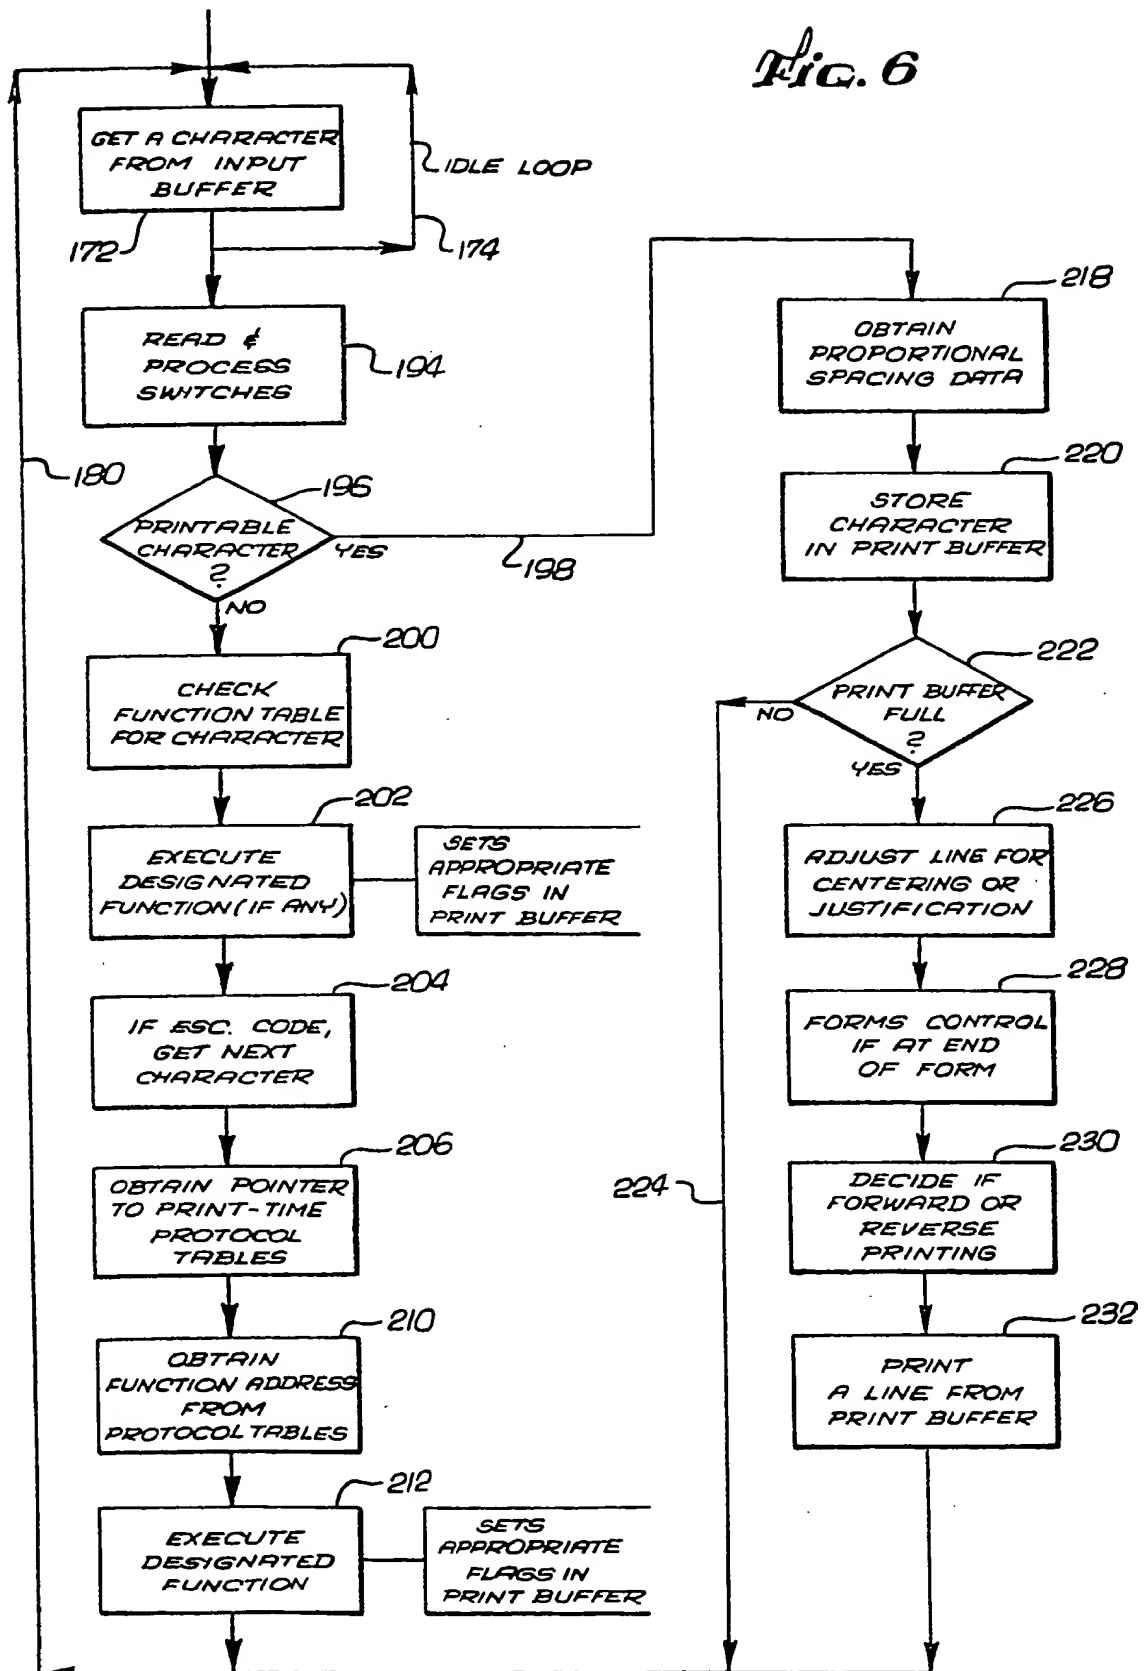 Fig. 6
GET A CHARACTER
FROM INPUT
BUFFER
172
IDLE LOOP
174
READ &
PROCESS
SWITCHES
194
180
PRINTABLE
CHARACTER
?
196
YES
198
NO
200
CHECK
FUNCTION TABLE
FOR CHARACTER
202
EXECUTE
DESIGNATED
FUNCTION (IF ANY)
SETS
APPROPRIATE
FLAGS IN
PRINT BUFFER
204
IF ESC. CODE,
GET NEXT
CHARACTER
206
OBTAIN POINTER
TO PRINT-TIME
PROTOCOL
TABLES
210
OBTAIN
FUNCTION ADDRESS
FROM
PROTOCOL TABLES
212
EXECUTE
DESIGNATED
FUNCTION
SETS
APPROPRIATE
FLAGS IN
PRINT BUFFER
218
OBTAIN
PROPORTIONAL
SPACING DATA
220
STORE
CHARACTER
IN PRINT BUFFER
222
PRINT BUFFER
FULL
?
NO
YES
224
226
ADJUST LINE FOR
CENTERING OR
JUSTIFICATION
228
FORMS CONTROL
IF AT END
OF FORM
230
DECIDE IF
FORWARD OR
REVERSE
PRINTING
232
PRINT
A LINE FROM
PRINT BUFFER